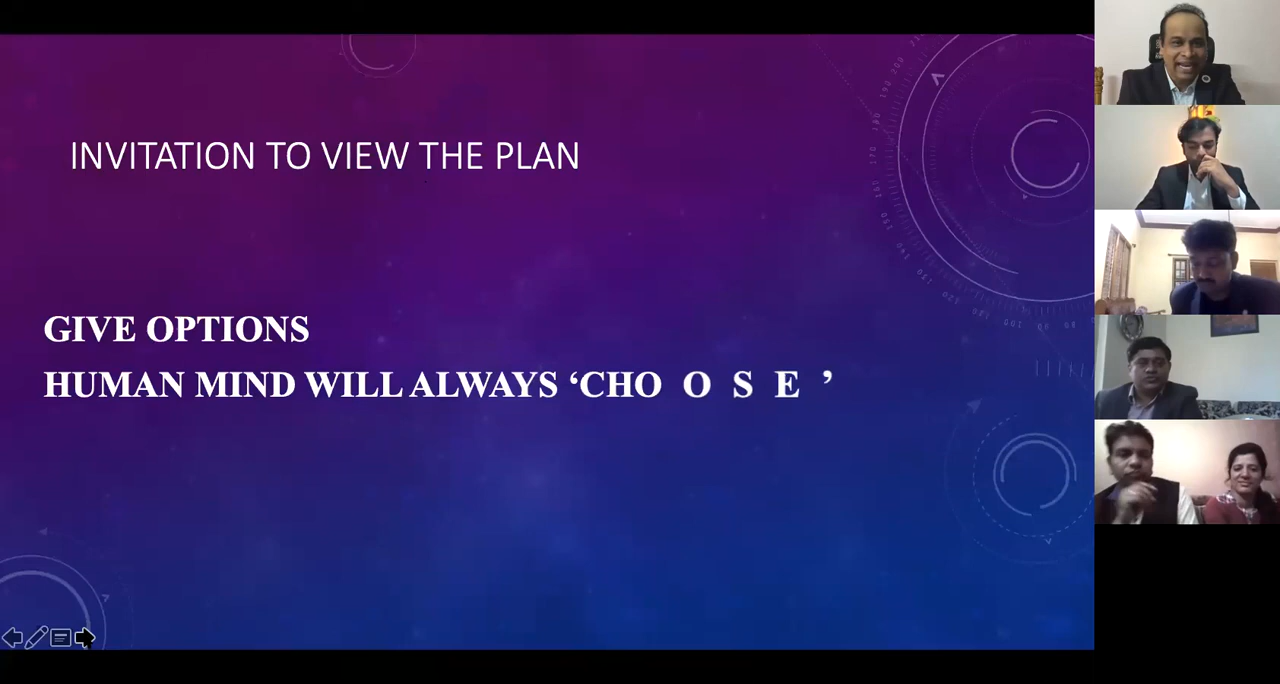 INVITATION TO VIEW THE PLAN
GIVE OPTIONS
HUMAN MIND WILL ALWAYS ‘CHO O S E ’